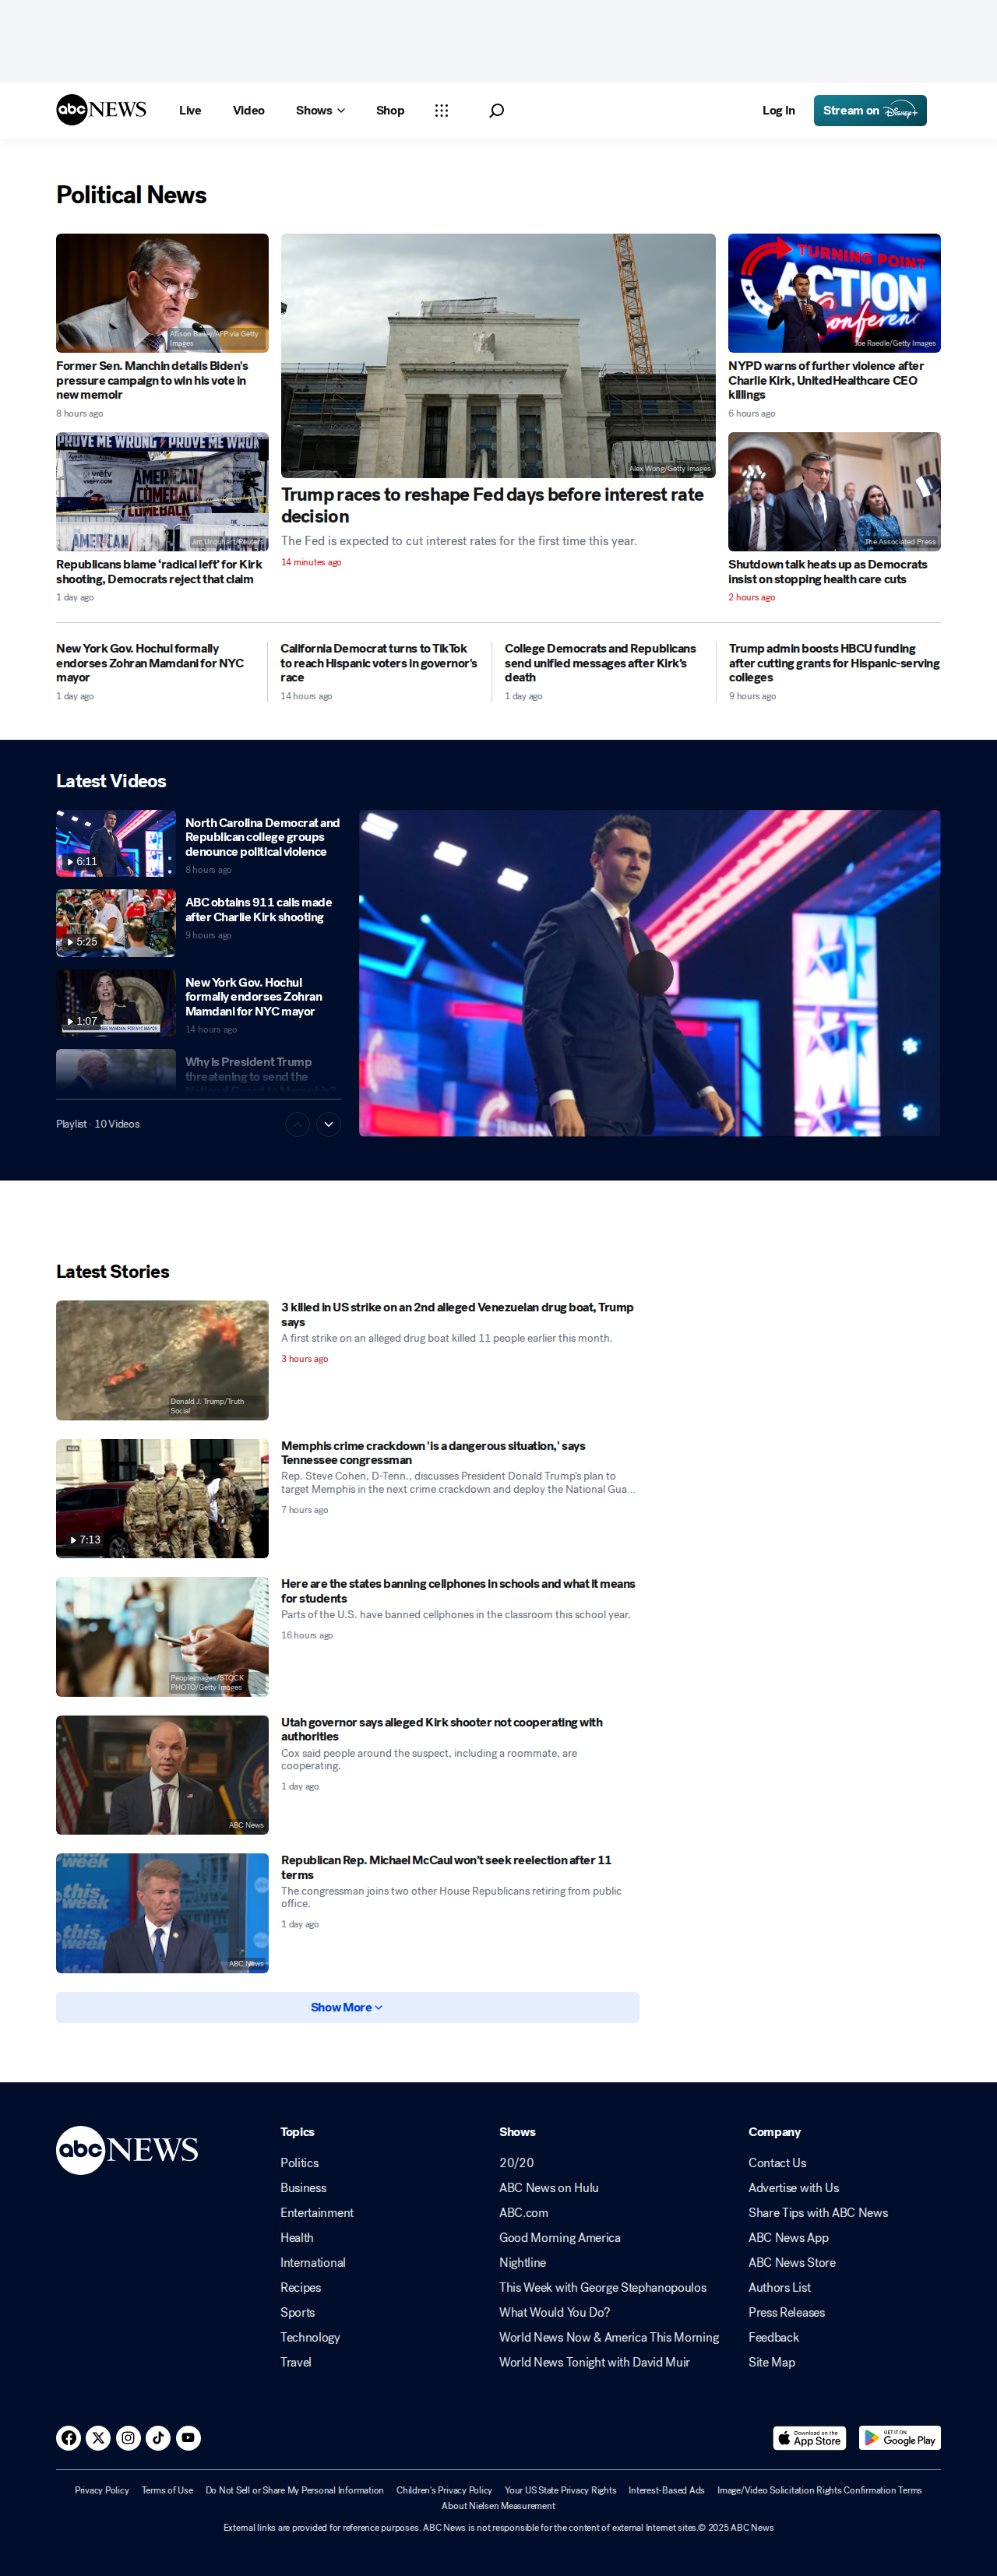 abc NEWS
Live
Video
Shows
Shop
Log In
Stream on Disney+
Political News
Allison Bailey/AFP via Getty
Images
Former Sen. Manchin details Biden's
pressure campaign to win his vote in
new memoir
8 hours ago
PROVE ME WRONG PROVE ME WRONG
AMERICAN
COMEBACK
Jim Urquhart/Reuters
Republicans blame ‘radical left’ for Kirk
shooting, Democrats reject that claim
1 day ago
Alex Wong/Getty Images
Trump races to reshape Fed days before interest rate
decision
The Fed is expected to cut interest rates for the first time this year.
14 minutes ago
TURNING POINT
ACTION
Conference
Joe Raedle/Getty Images
NYPD warns of further violence after
Charlie Kirk, UnitedHealthcare CEO
killings
6 hours ago
The Associated Press
Shutdown talk heats up as Democrats
insist on stopping health care cuts
2 hours ago
New York Gov. Hochul formally
endorses Zohran Mamdani for NYC
mayor
1 day ago
California Democrat turns to TikTok
to reach Hispanic voters in governor's
race
14 hours ago
College Democrats and Republicans
send unified messages after Kirk's
death
1 day ago
Trump admin boosts HBCU funding
after cutting grants for Hispanic-serving
colleges
9 hours ago
Latest Videos
6:11
North Carolina Democrat and
Republican college groups
denounce political violence
8 hours ago
5:25
ABC obtains 911 calls made
after Charlie Kirk shooting
9 hours ago
1:07
New York Gov. Hochul
formally endorses Zohran
Mamdani for NYC mayor
14 hours ago
Why is President Trump
threatening to send the
Playlist · 10 Videos
Latest Stories
Donald J. Trump/Truth
Social
3 killed in US strike on an 2nd alleged Venezuelan drug boat, Trump
says
A first strike on an alleged drug boat killed 11 people earlier this month.
3 hours ago
7:13
Memphis crime crackdown 'is a dangerous situation,' says
Tennessee congressman
Rep. Steve Cohen, D-Tenn., discusses President Donald Trump's plan to
target Memphis in the next crime crackdown and deploy the National Gua...
7 hours ago
Peopleimages/STOCK
PHOTO/Getty Images
Here are the states banning cellphones in schools and what it means
for students
Parts of the U.S. have banned cellphones in the classroom this school year.
16 hours ago
ABC News
Utah governor says alleged Kirk shooter not cooperating with
authorities
Cox said people around the suspect, including a roommate, are
cooperating.
1 day ago
this week
ABC News
Republican Rep. Michael McCaul won't seek reelection after 11
terms
The congressman joins two other House Republicans retiring from public
office.
1 day ago
Show More
abc NEWS
Topics
Politics
Business
Entertainment
Health
International
Recipes
Sports
Technology
Travel
Shows
20/20
ABC News on Hulu
ABC.com
Good Morning America
Nightline
This Week with George Stephanopoulos
What Would You Do?
World News Now & America This Morning
World News Tonight with David Muir
Company
Contact Us
Advertise with Us
Share Tips with ABC News
ABC News App
ABC News Store
Authors List
Press Releases
Feedback
Site Map
Download on the
App Store
GET IT ON
Google Play
Privacy Policy
Terms of Use
Do Not Sell or Share My Personal Information
Children's Privacy Policy
Your US State Privacy Rights
Interest-Based Ads
Image/Video Solicitation Rights Confirmation Terms
About Nielsen Measurement
External links are provided for reference purposes. ABC News is not responsible for the content of external Internet sites.© 2025 ABC News